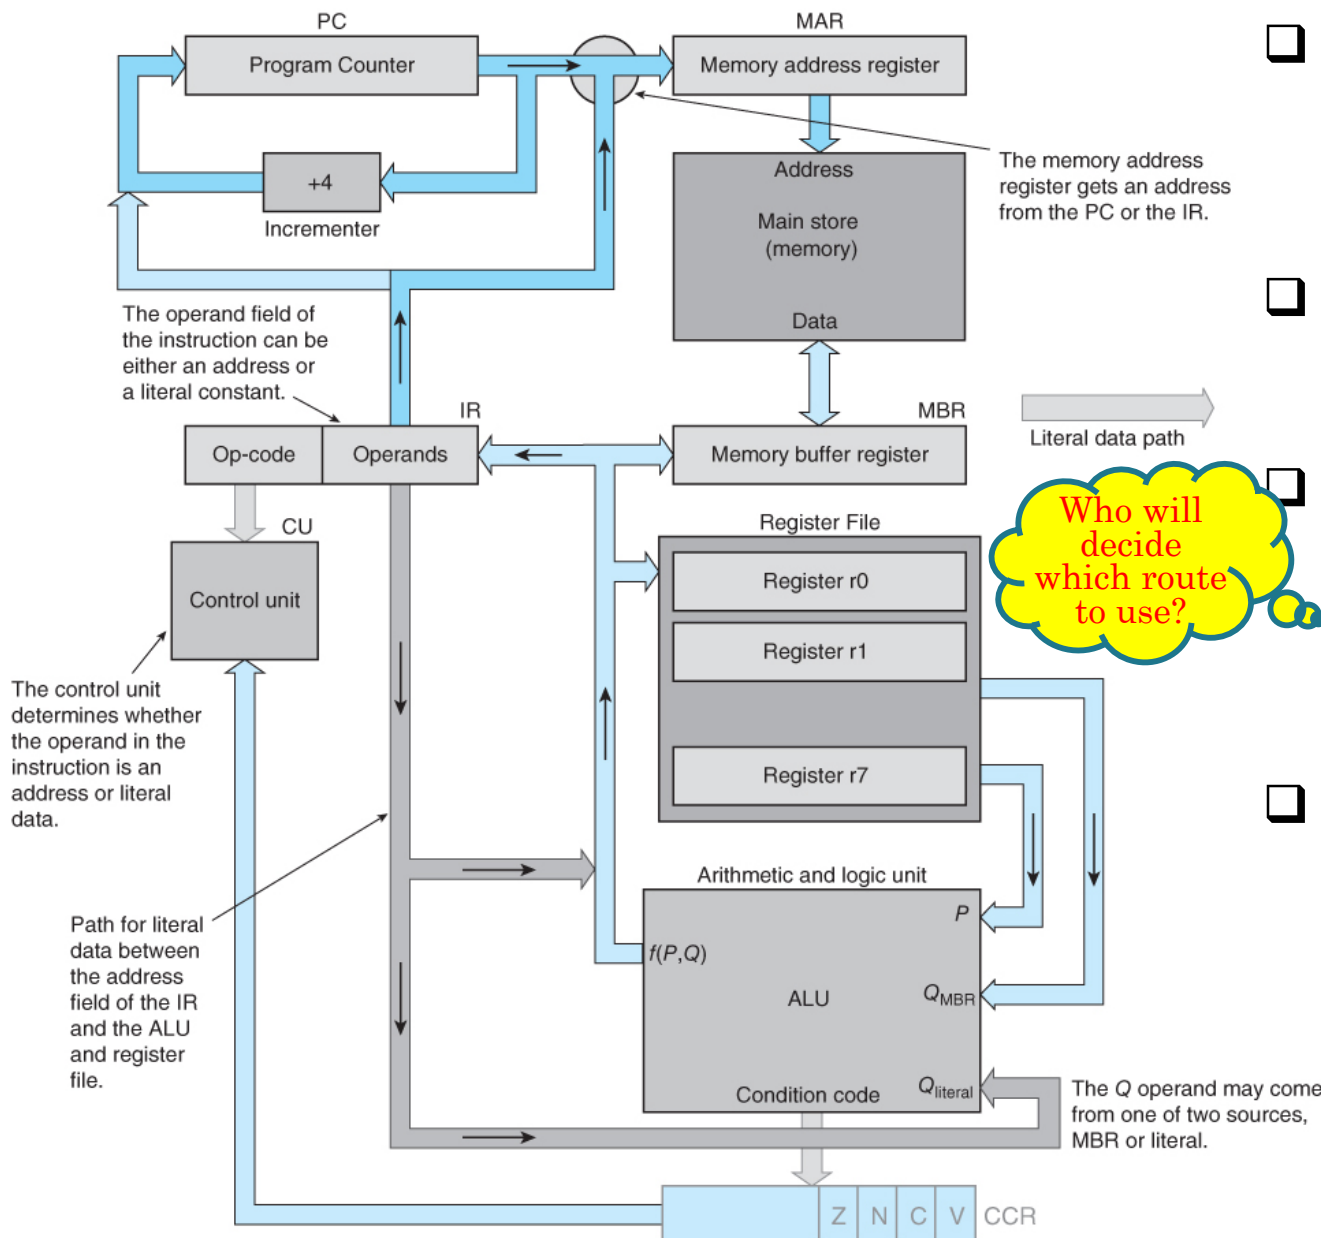 PC
Program Counter
MAR
Memory address register
+4
Incrementer
Address
Main store
(memory)
Data
The memory address
register gets an address
from the PC or the IR.
The operand field of
the instruction can be
either an address or
a literal constant.
IR
Op-code
Operands
MBR
Memory buffer register
Literal data path
Who will
decide
which route
to use?
CU
Control unit
Register File
Register r0
Register r1
Register r7
The control unit
determines whether
the operand in the
instruction is an
address or literal
data.
Path for literal
data between
the address
field of the IR
and the ALU
and register
file.
Arithmetic and logic unit
P
f(P,Q)
ALU
QMBR
Qliteral
Condition code
The Q operand may come
from one of two sources,
MBR or literal.
Z N C V CCR